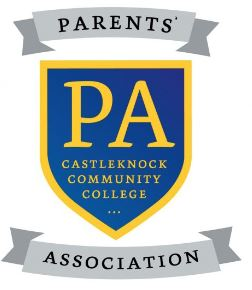 PARENTS'
PA
CASTLEKNOCK
COMMUNITY
COLLEGE
...
ASSOCIATION